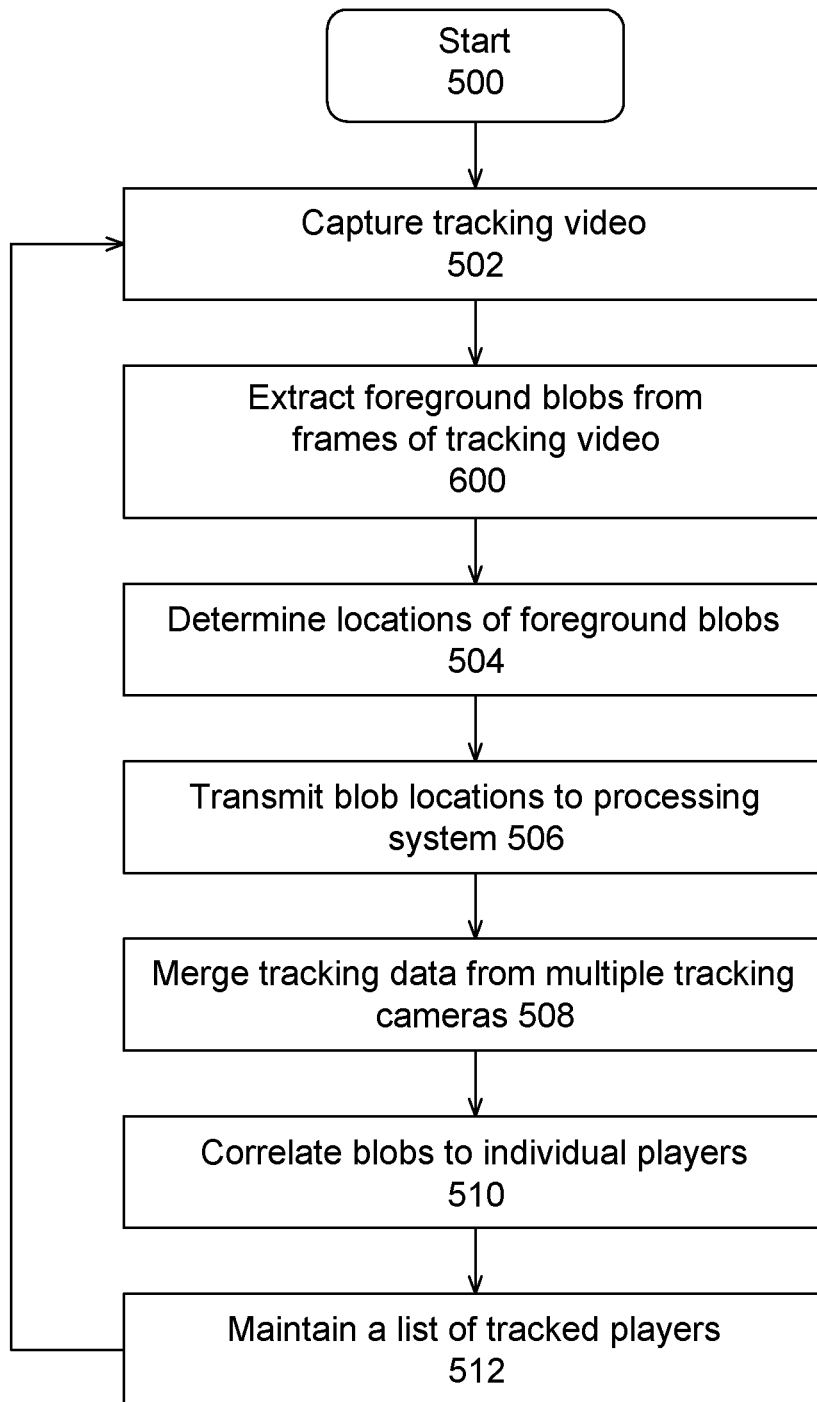 Start
500
Capture tracking video
502
Extract foreground blobs from
frames of tracking video
600
Determine locations of foreground blobs
504
Transmit blob locations to processing
system 506
Merge tracking data from multiple tracking
cameras 508
Correlate blobs to individual players
510
Maintain a list of tracked players
512